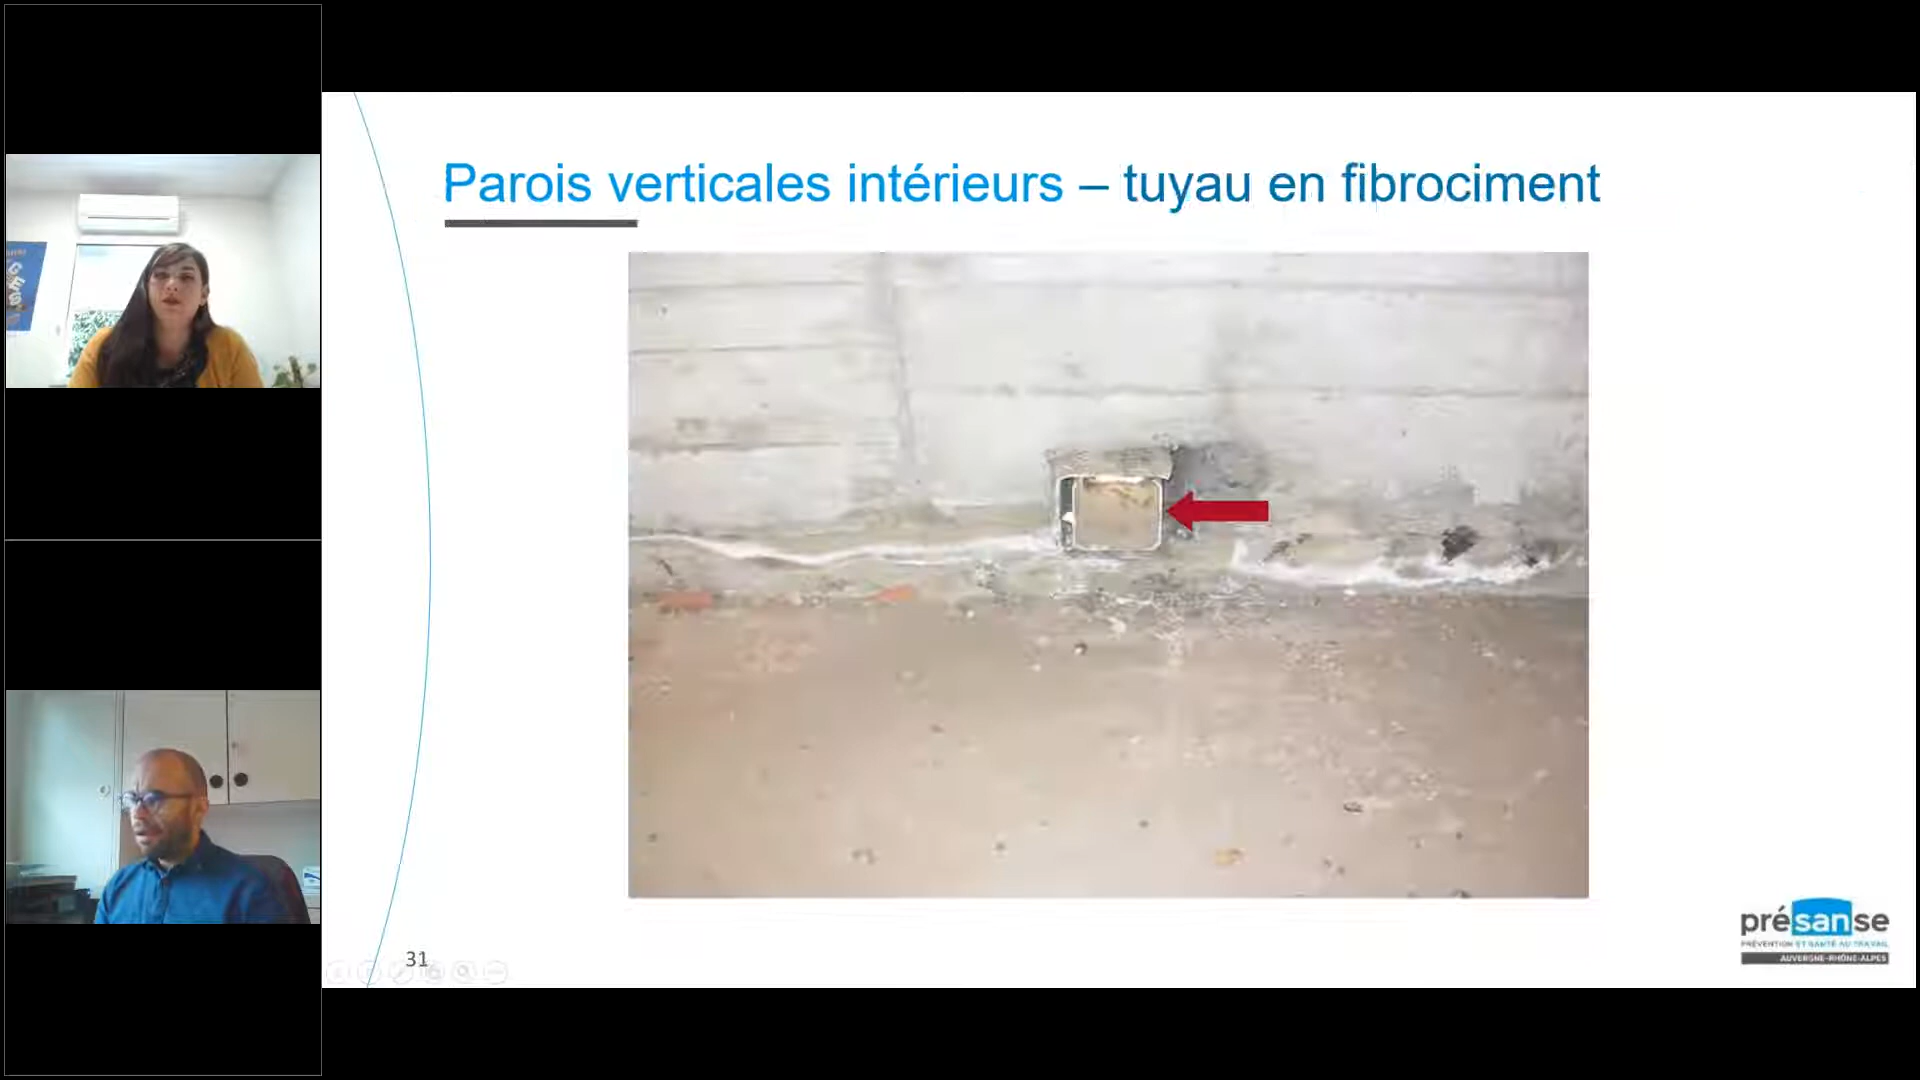 Parois verticales intérieurs – tuyau en fibrociment
31
présanse
PRÉVENTION ET SANTÉ AU TRAVAIL
AUVERGNE-RHÔNE-ALPES